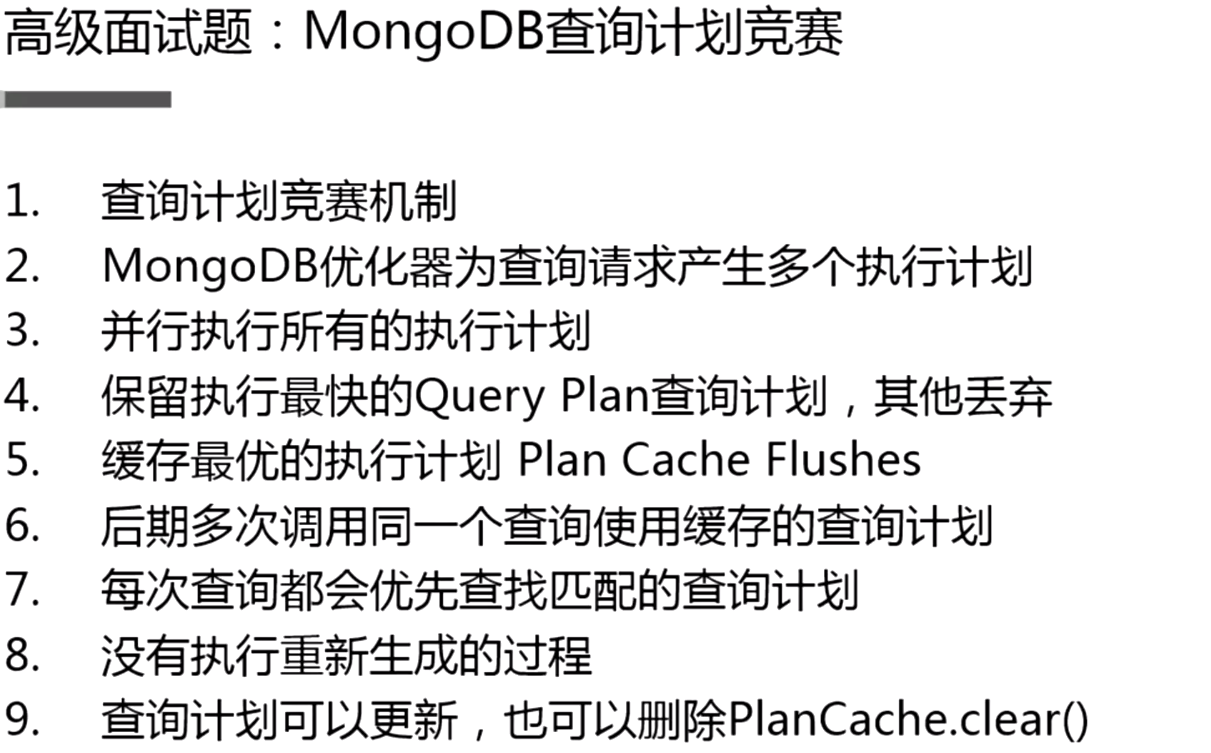 高级面试题：MongoDB查询计划竞赛
1. 查询计划竞赛机制
2. MongoDB优化器为查询请求产生多个执行计划
3. 并行执行所有的执行计划
4. 保留执行最快的Query Plan查询计划，其他丢弃
5. 缓存最优的执行计划 Plan Cache Flushes
6. 后期多次调用同一个查询使用缓存的查询计划
7. 每次查询都会优先查找匹配的查询计划
8. 没有执行重新生成的过程
9. 查询计划可以更新，也可以删除PlanCache.clear()